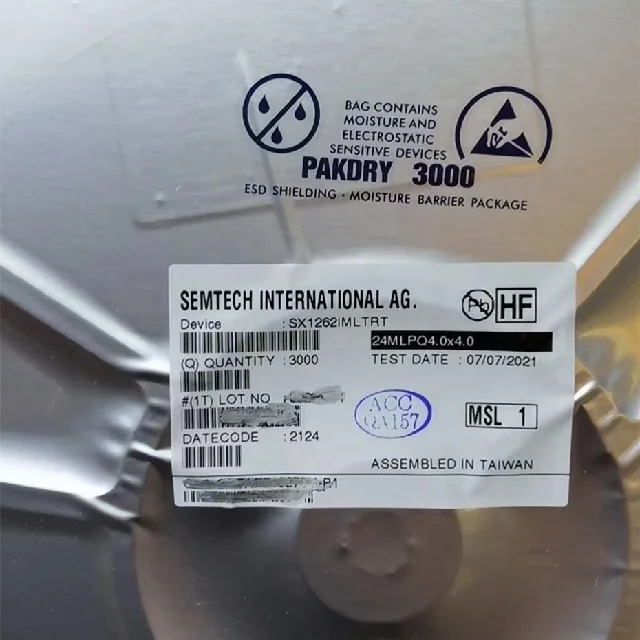 BAG CONTAINS
MOISTURE AND
ELECTROSTATIC
SENSITIVE DEVICES
PAKDRY 3000
ESD SHIELDING · MOISTURE BARRIER PACKAGE
SEMTECH INTERNATIONAL AG.
Pb HF
Device : SX1262IMLTRT
24MLPQ4.0x4.0
(Q) QUANTITY : 3000
TEST DATE : 07/07/2021
#(1T) LOT NO
ACC
QA157
MSL 1
DATECODE : 2124
ASSEMBLED IN TAIWAN